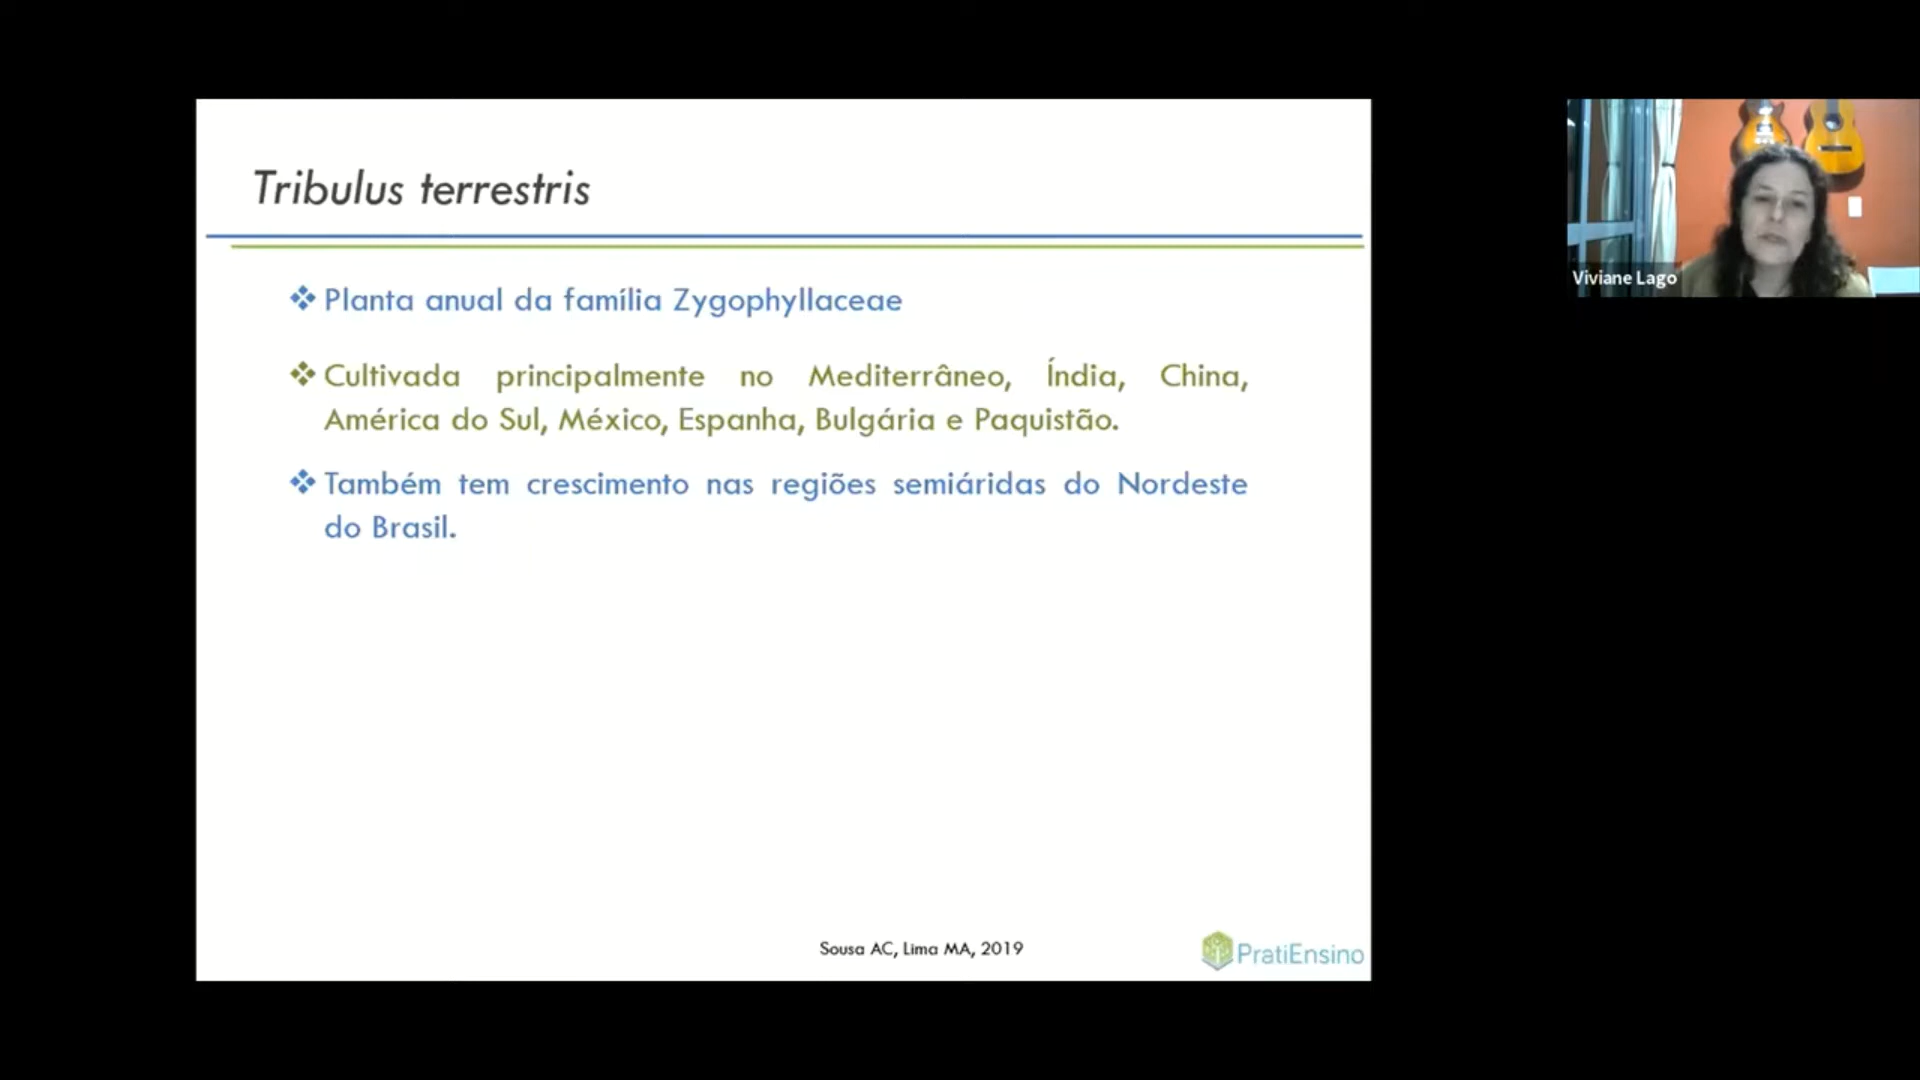 Tribulus terrestris
Planta anual da família Zygophyllaceae
Cultivada principalmente no Mediterrâneo, Índia, China,
América do Sul, México, Espanha, Bulgária e Paquistão.
Também tem crescimento nas regiões semiáridas do Nordeste
do Brasil.
Sousa AC, Lima MA, 2019
PratiEnsino
Viviane Lago